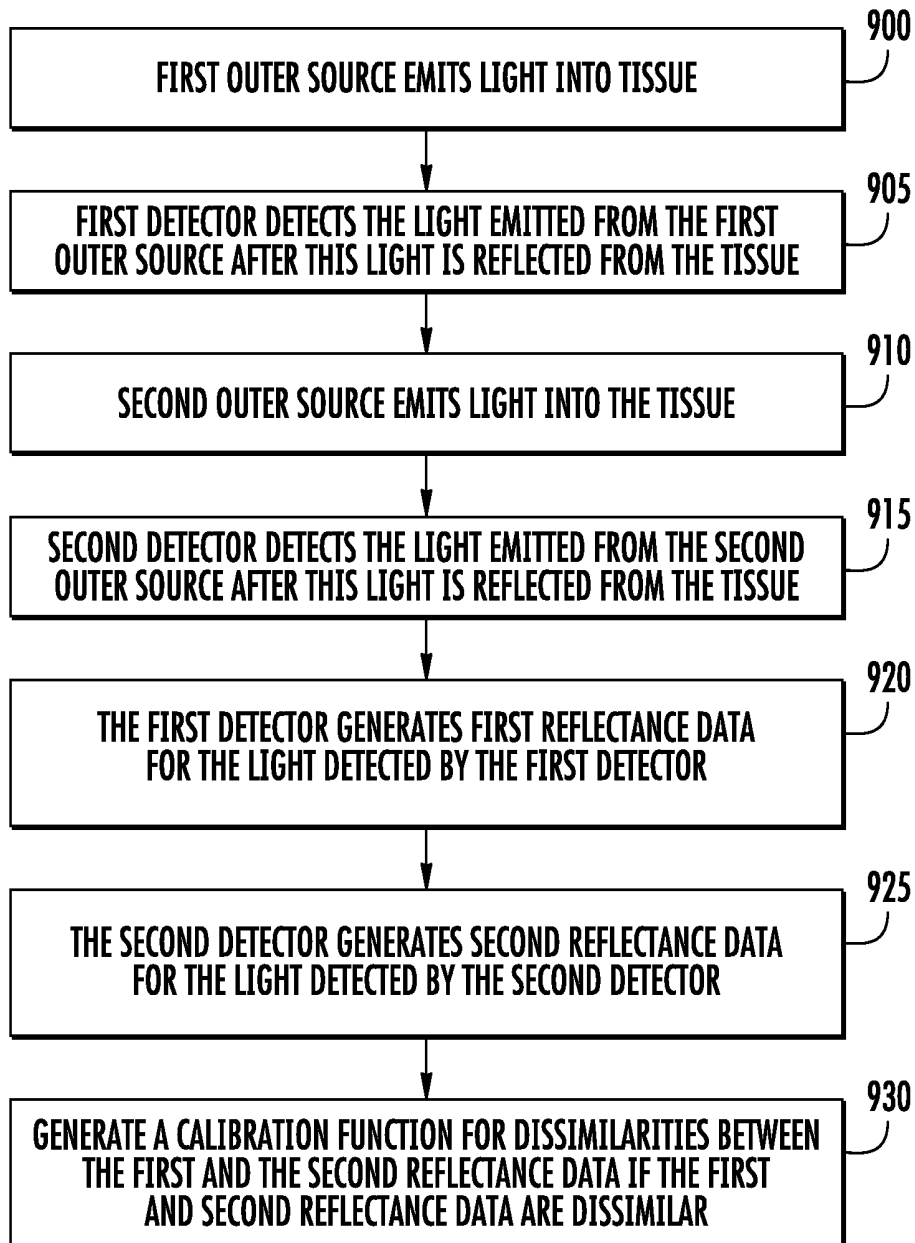 900
FIRST OUTER SOURCE EMITS LIGHT INTO TISSUE
905
FIRST DETECTOR DETECTS THE LIGHT EMITTED FROM THE FIRST
OUTER SOURCE AFTER THIS LIGHT IS REFLECTED FROM THE TISSUE
910
SECOND OUTER SOURCE EMITS LIGHT INTO THE TISSUE
915
SECOND DETECTOR DETECTS THE LIGHT EMITTED FROM THE SECOND
OUTER SOURCE AFTER THIS LIGHT IS REFLECTED FROM THE TISSUE
920
THE FIRST DETECTOR GENERATES FIRST REFLECTANCE DATA
FOR THE LIGHT DETECTED BY THE FIRST DETECTOR
925
THE SECOND DETECTOR GENERATES SECOND REFLECTANCE DATA
FOR THE LIGHT DETECTED BY THE SECOND DETECTOR
930
GENERATE A CALIBRATION FUNCTION FOR DISSIMILARITIES BETWEEN
THE FIRST AND THE SECOND REFLECTANCE DATA IF THE FIRST
AND SECOND REFLECTANCE DATA ARE DISSIMILAR